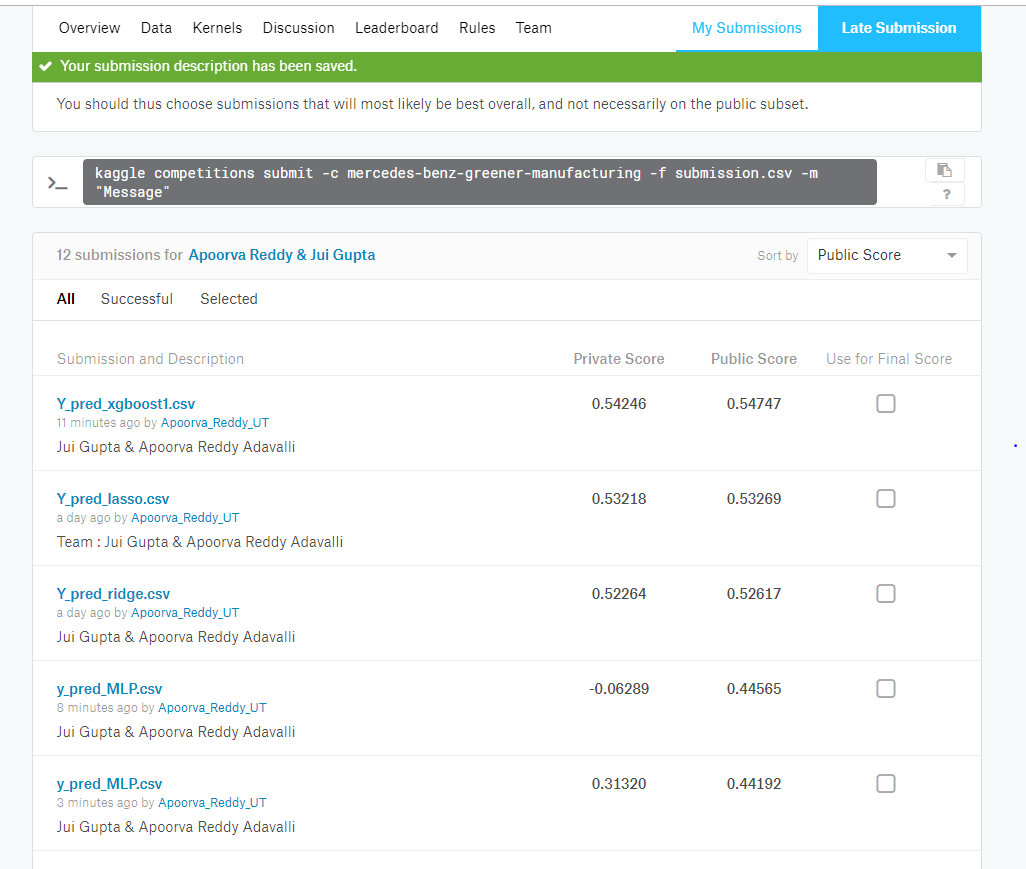 Overview Data Kernels Discussion Leaderboard Rules Team My Submissions Late Submission
Your submission description has been saved.
You should thus choose submissions that will most likely be best overall, and not necessarily on the public subset.
>_ kaggle competitions submit -c mercedes-benz-greener-manufacturing -f submission.csv -m
"Message"
?
12 submissions for Apoorva Reddy & Jui Gupta Sort by Public Score
All Successful Selected
Submission and Description Private Score Public Score Use for Final Score
Y_pred_xgboost1.csv 0.54246 0.54747
11 minutes ago by Apoorva_Reddy_UT
Jui Gupta & Apoorva Reddy Adavalli
Y_pred_lasso.csv 0.53218 0.53269
a day ago by Apoorva_Reddy_UT
Team : Jui Gupta & Apoorva Reddy Adavalli
Y_pred_ridge.csv 0.52264 0.52617
a day ago by Apoorva_Reddy_UT
Jui Gupta & Apoorva Reddy Adavalli
y_pred_MLP.csv -0.06289 0.44565
8 minutes ago by Apoorva_Reddy_UT
Jui Gupta & Apoorva Reddy Adavalli
y_pred_MLP.csv 0.31320 0.44192
3 minutes ago by Apoorva_Reddy_UT
Jui Gupta & Apoorva Reddy Adavalli